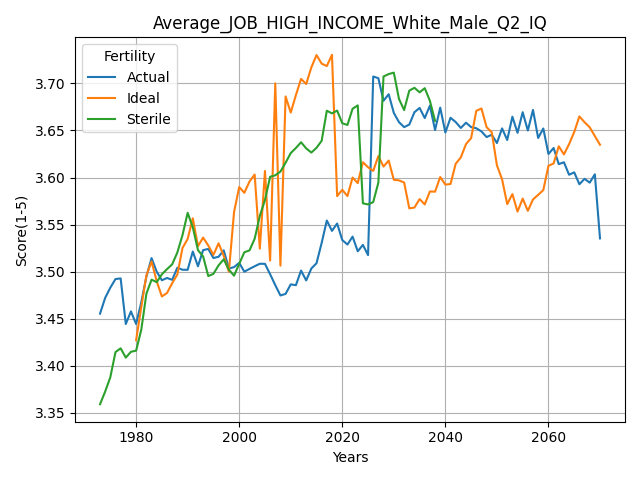 Average_JOB_HIGH_INCOME_White_Male_Q2_IQ
Fertility
Actual
Ideal
Sterile
Score(1-5)
3.70
3.65
3.60
3.55
3.50
3.45
3.40
3.35
1980
2000
2020
2040
2060
Years